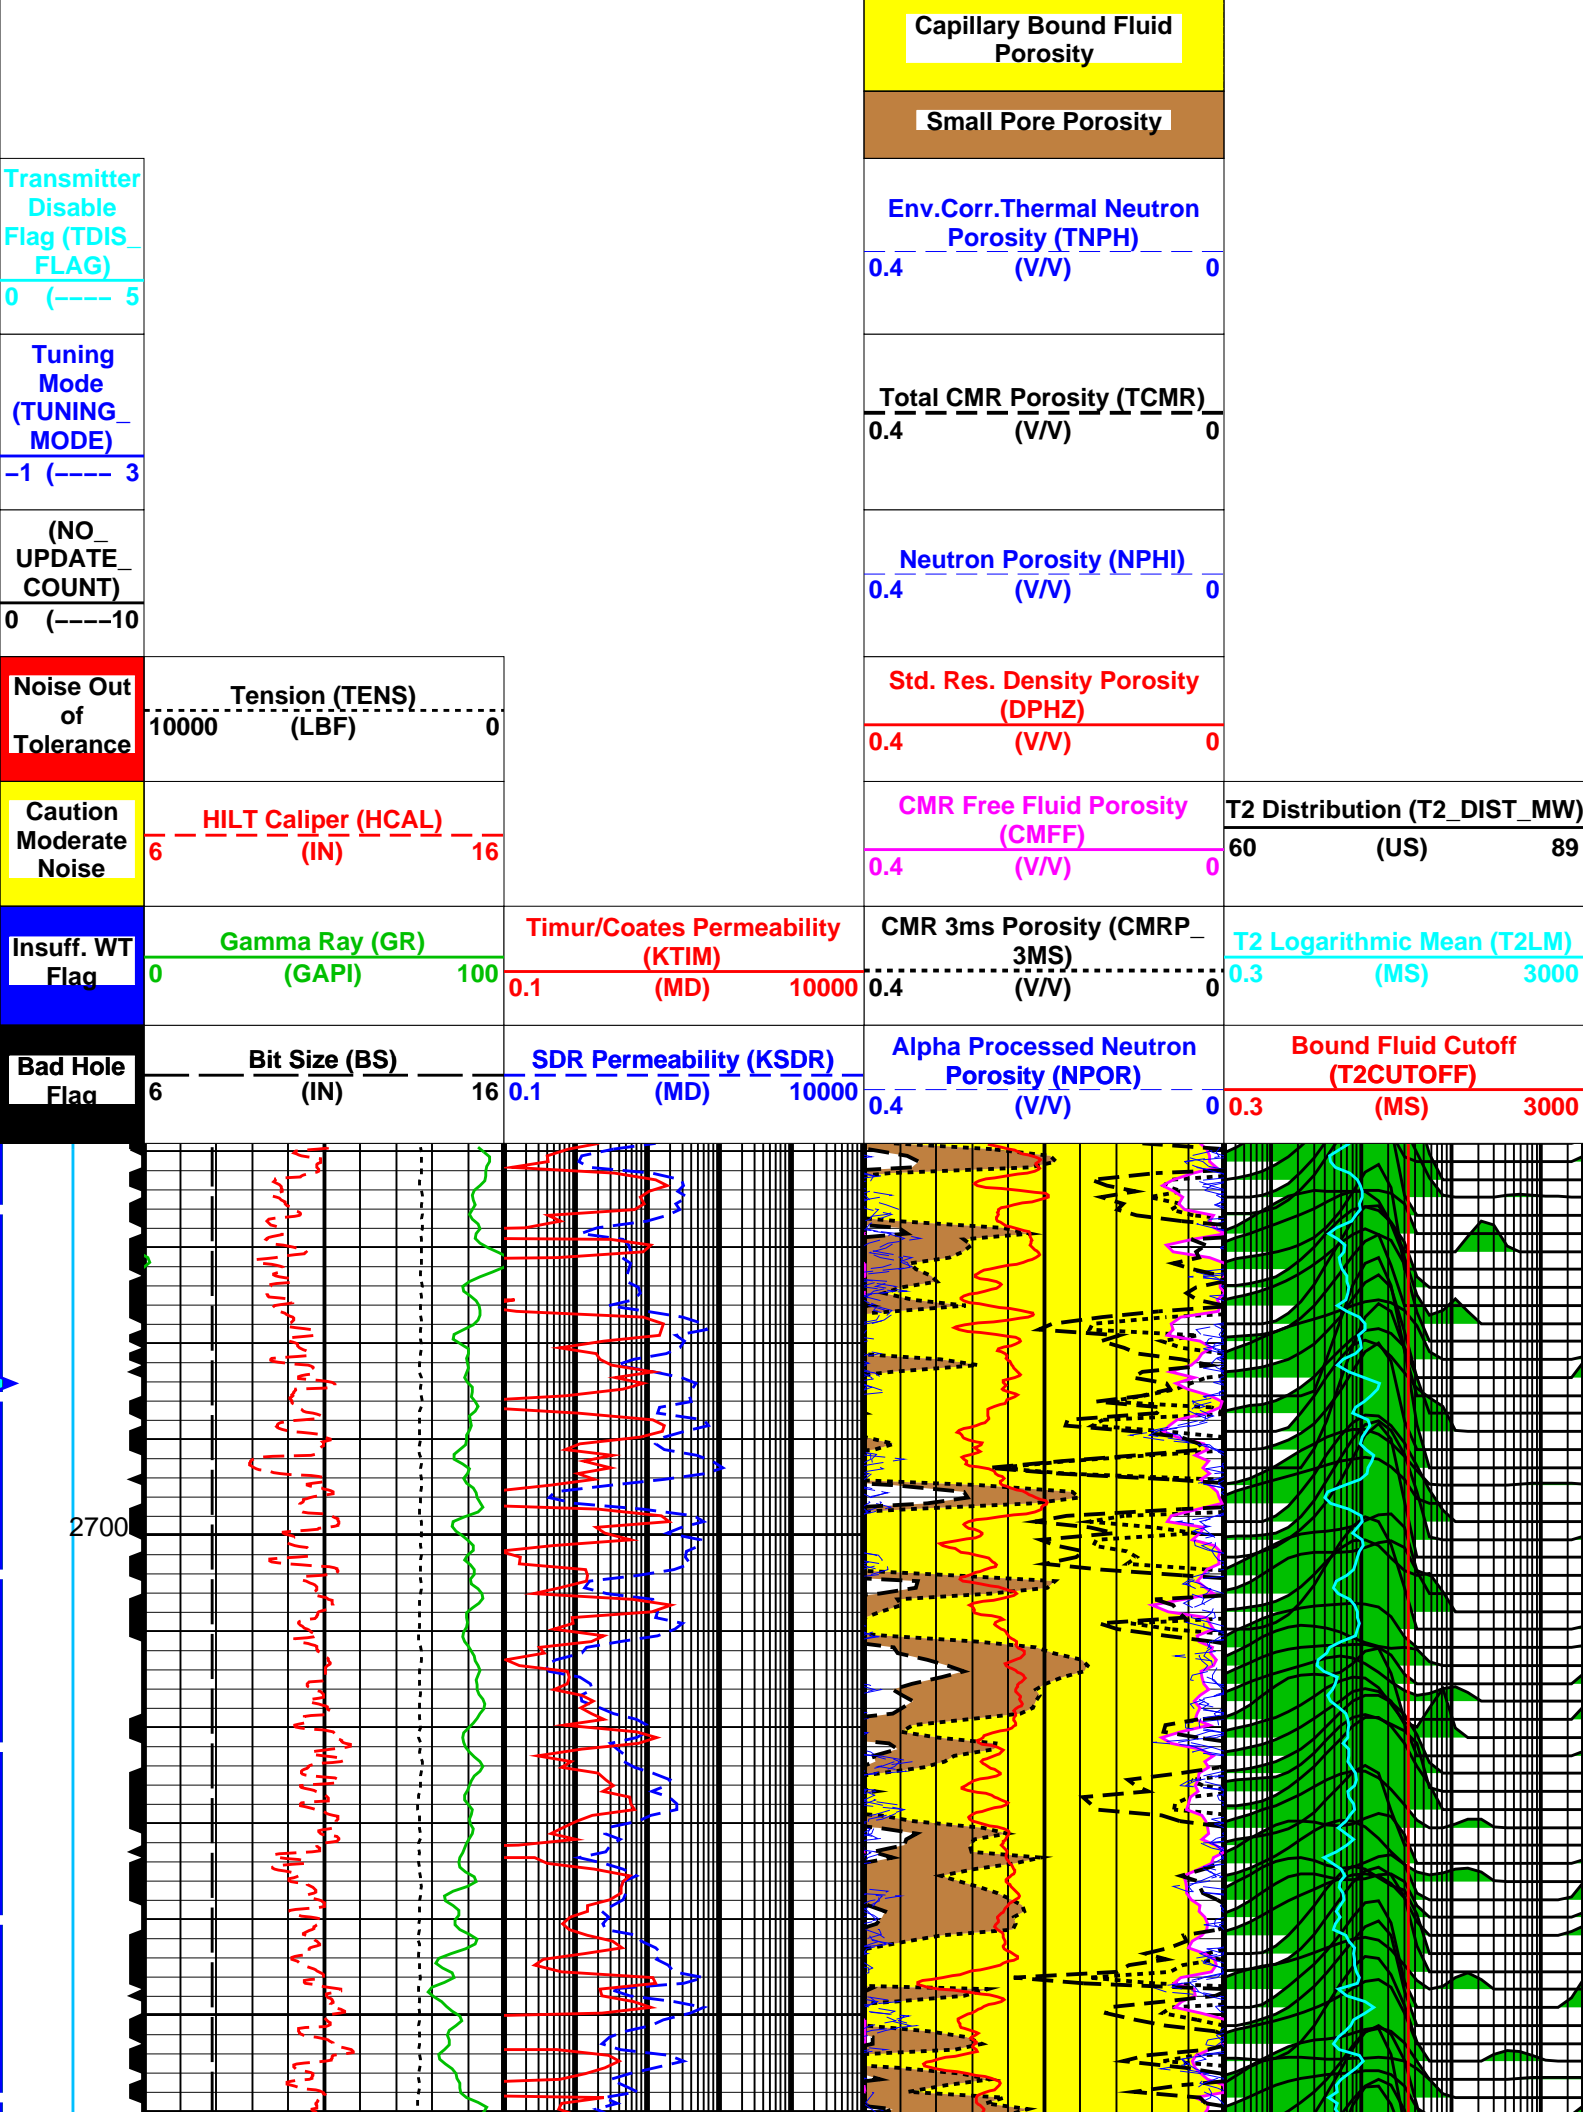 Capillary Bound Fluid
Porosity
Small Pore Porosity
Transmitter
Disable
Flag (TDIS_
FLAG)
0 (---- 5
Env.Corr.Thermal Neutron
Porosity (TNPH)
0.4 (V/V) 0
Tuning
Mode
(TUNING_
MODE)
-1 (---- 3
Total CMR Porosity (TCMR)
0.4 (V/V) 0
(NO_
UPDATE_
COUNT)
0 (----10
Neutron Porosity (NPHI)
0.4 (V/V) 0
Noise Out
of
Tolerance
Tension (TENS)
10000 (LBF) 0
Std. Res. Density Porosity
(DPHZ)
0.4 (V/V) 0
Caution
Moderate
Noise
HILT Caliper (HCAL)
6 (IN) 16
CMR Free Fluid Porosity
(CMFF)
0.4 (V/V) 0
T2 Distribution (T2_DIST_MW)
60 (US) 89
Insuff. WT
Flag
Gamma Ray (GR)
0 (GAPI) 100
Timur/Coates Permeability
(KTIM)
0.1 (MD) 10000
CMR 3ms Porosity (CMRP_
3MS)
0.4 (V/V) 0
T2 Logarithmic Mean (T2LM)
0.3 (MS) 3000
Bad Hole
Flag
Bit Size (BS)
6 (IN) 16
SDR Permeability (KSDR)
0.1 (MD) 10000
Alpha Processed Neutron
Porosity (NPOR)
0.4 (V/V) 0
Bound Fluid Cutoff
(T2CUTOFF)
0.3 (MS) 3000
2700